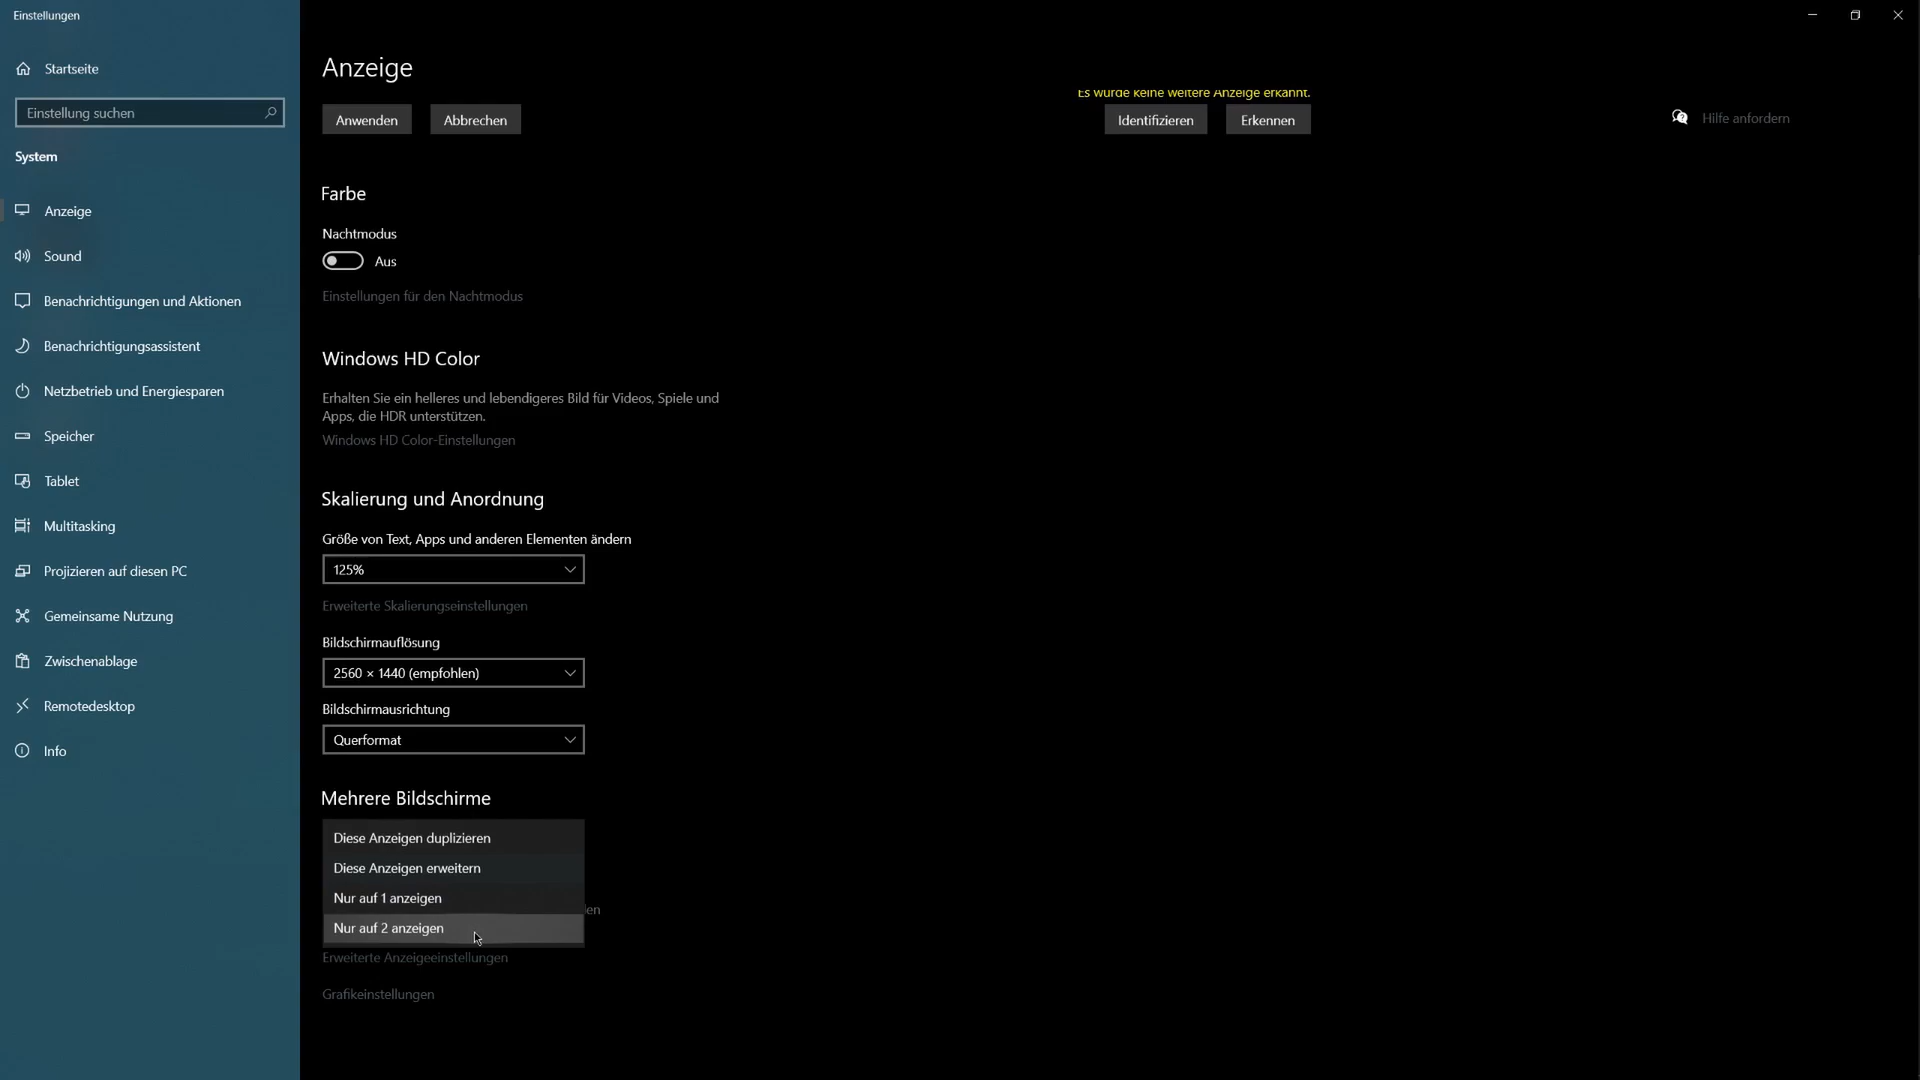 Einstellungen
Startseite
Einstellung suchen
System
Anzeige
Sound
Benachrichtigungen und Aktionen
Benachrichtigungsassistent
Netzbetrieb und Energiesparen
Speicher
Tablet
Multitasking
Projizieren auf diesen PC
Gemeinsame Nutzung
Zwischenablage
Remotedesktop
Info
Anzeige
Es wurde keine weitere Anzeige erkannt.
Anwenden
Abbrechen
Identifizieren
Erkennen
Hilfe anfordern
Farbe
Nachtmodus
Aus
Einstellungen für den Nachtmodus
Windows HD Color
Erhalten Sie ein helleres und lebendigeres Bild für Videos, Spiele und
Apps, die HDR unterstützen.
Windows HD Color-Einstellungen
Skalierung und Anordnung
Größe von Text, Apps und anderen Elementen ändern
125%
Erweiterte Skalierungseinstellungen
Bildschirmauflösung
2560 × 1440 (empfohlen)
Bildschirmausrichtung
Querformat
Mehrere Bildschirme
Diese Anzeigen duplizieren
Diese Anzeigen erweitern
Nur auf 1 anzeigen
len
Nur auf 2 anzeigen
Erweiterte Anzeigeeinstellungen
Grafikeinstellungen